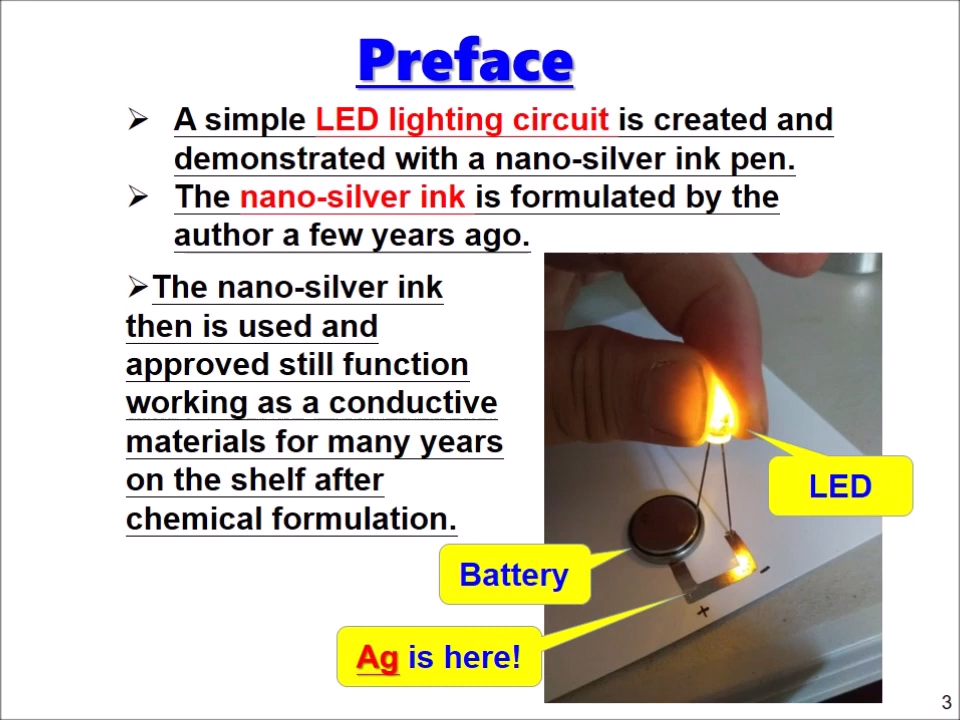 Preface
➢ A simple LED lighting circuit is created and
demonstrated with a nano-silver ink pen.
➢ The nano-silver ink is formulated by the
author a few years ago.
➢The nano-silver ink
then is used and
approved still function
working as a conductive
materials for many years
on the shelf after
chemical formulation.
LED
Battery
-
+
Ag is here!
3